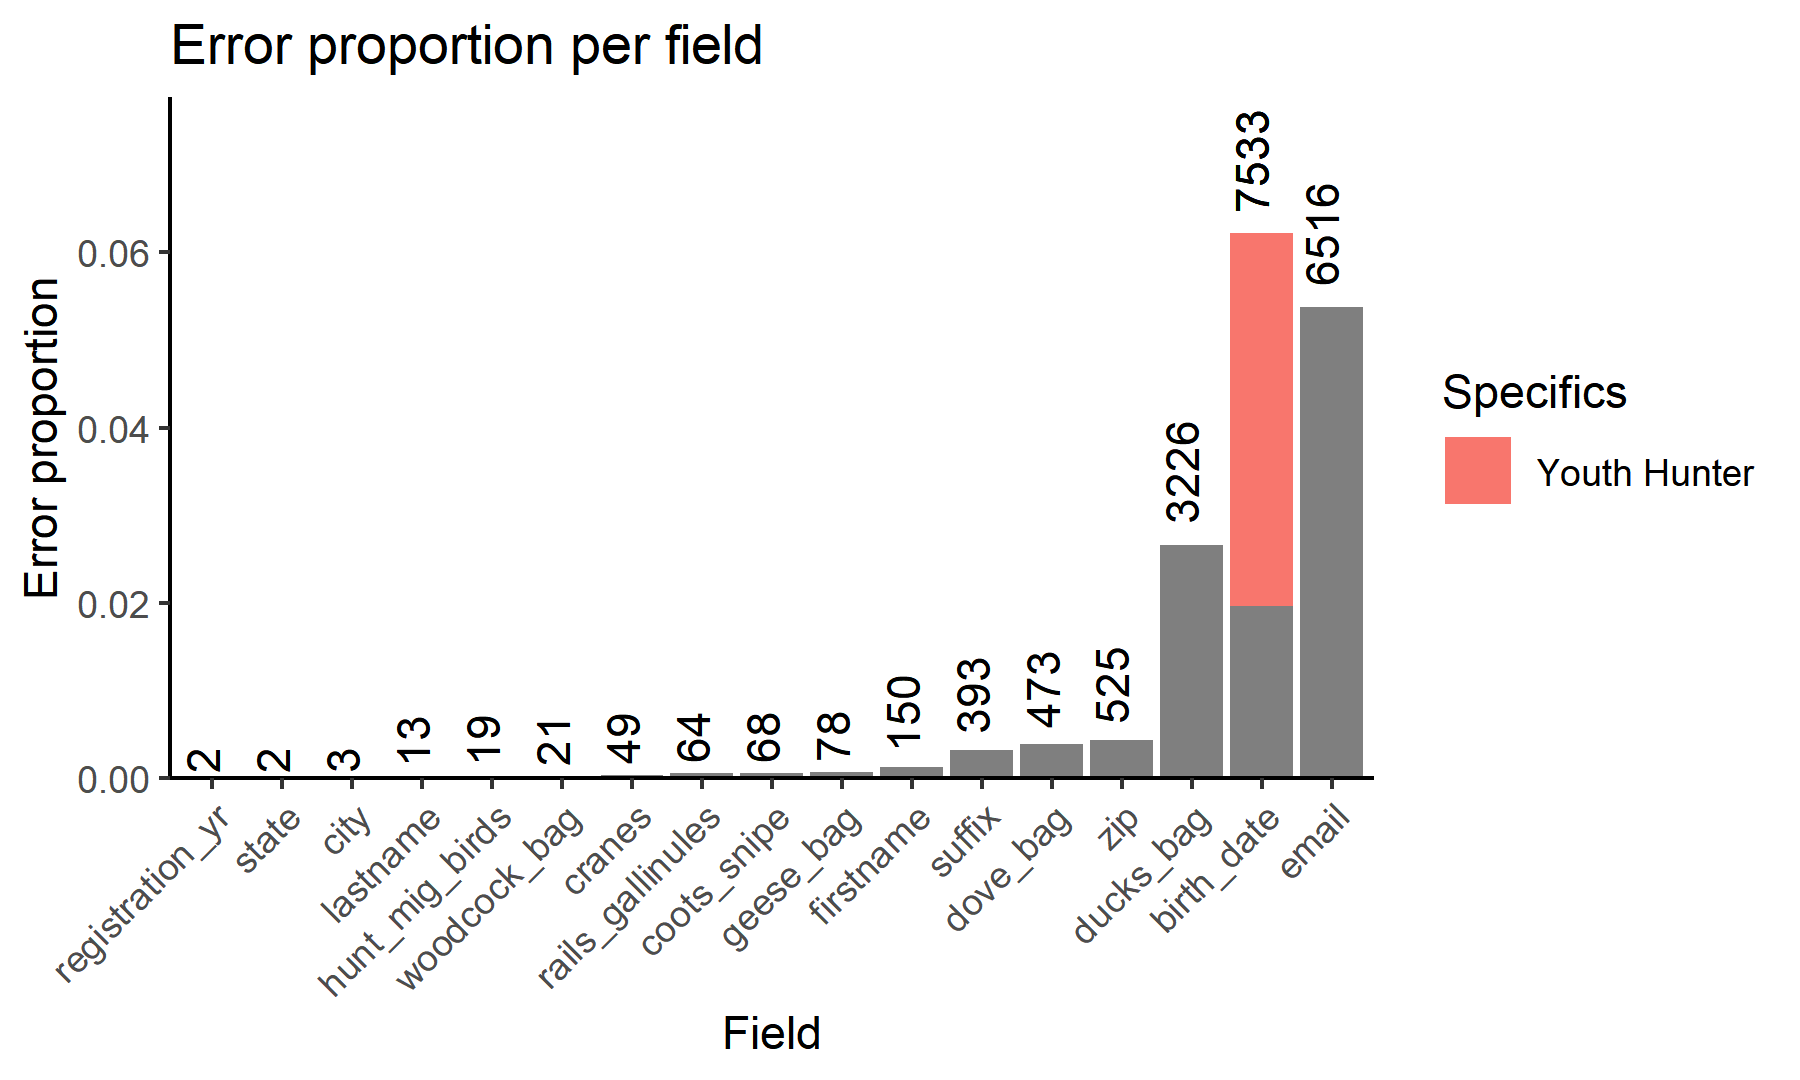 Error proportion per field
Error proportion
0.06
0.04
0.02
0.00
2
2
3
13
19
21
49
64
68
78
150
393
473
525
3226
7533
6516
registration_yr
state
city
lastname
hunt_mig_birds
woodcock_bag
cranes
rails_gallinules
coots_snipe
geese_bag
firstname
suffix
dove_bag
zip
ducks_bag
birth_date
email
Field
Specifics
Youth Hunter